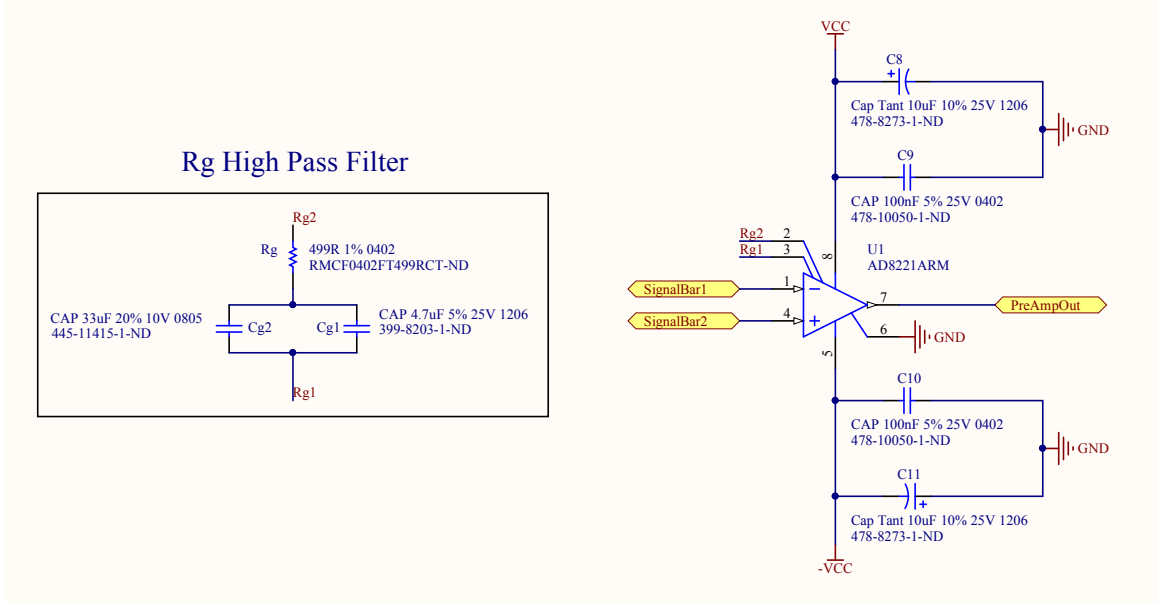 Rg High Pass Filter
Rg2
Rg
499R 1% 0402
RMCF0402FT499RCT-ND
CAP 33uF 20% 10V 0805
445-11415-1-ND
Cg2
Cg1
CAP 4.7uF 5% 25V 1206
399-8203-1-ND
Rg1
VCC
C8
+
Cap Tant 10uF 10% 25V 1206
478-8273-1-ND
GND
C9
CAP 100nF 5% 25V 0402
478-10050-1-ND
Rg2 2
Rg1 3
8
U1
AD8221ARM
SignalBar1 1
7 PreAmpOut
SignalBar2 4
6 GND
5
C10
CAP 100nF 5% 25V 0402
478-10050-1-ND
GND
C11
+
Cap Tant 10uF 10% 25V 1206
478-8273-1-ND
-VCC